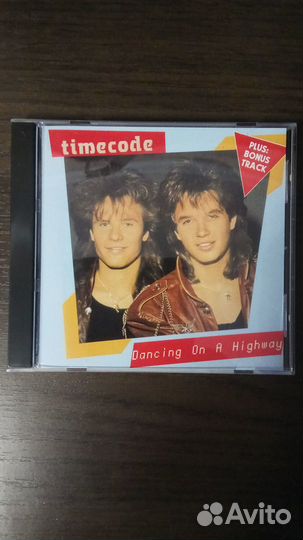 timecode
PLUS:
BONUS
TRACK
Dancing On A Highway
Avito